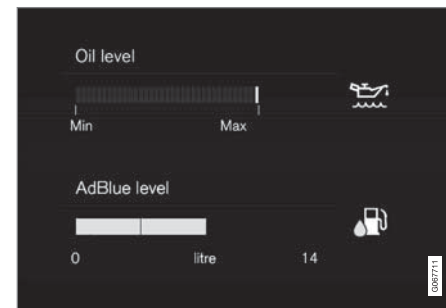 Oil level
Min Max
AdBlue level
0 litre 14
G067711